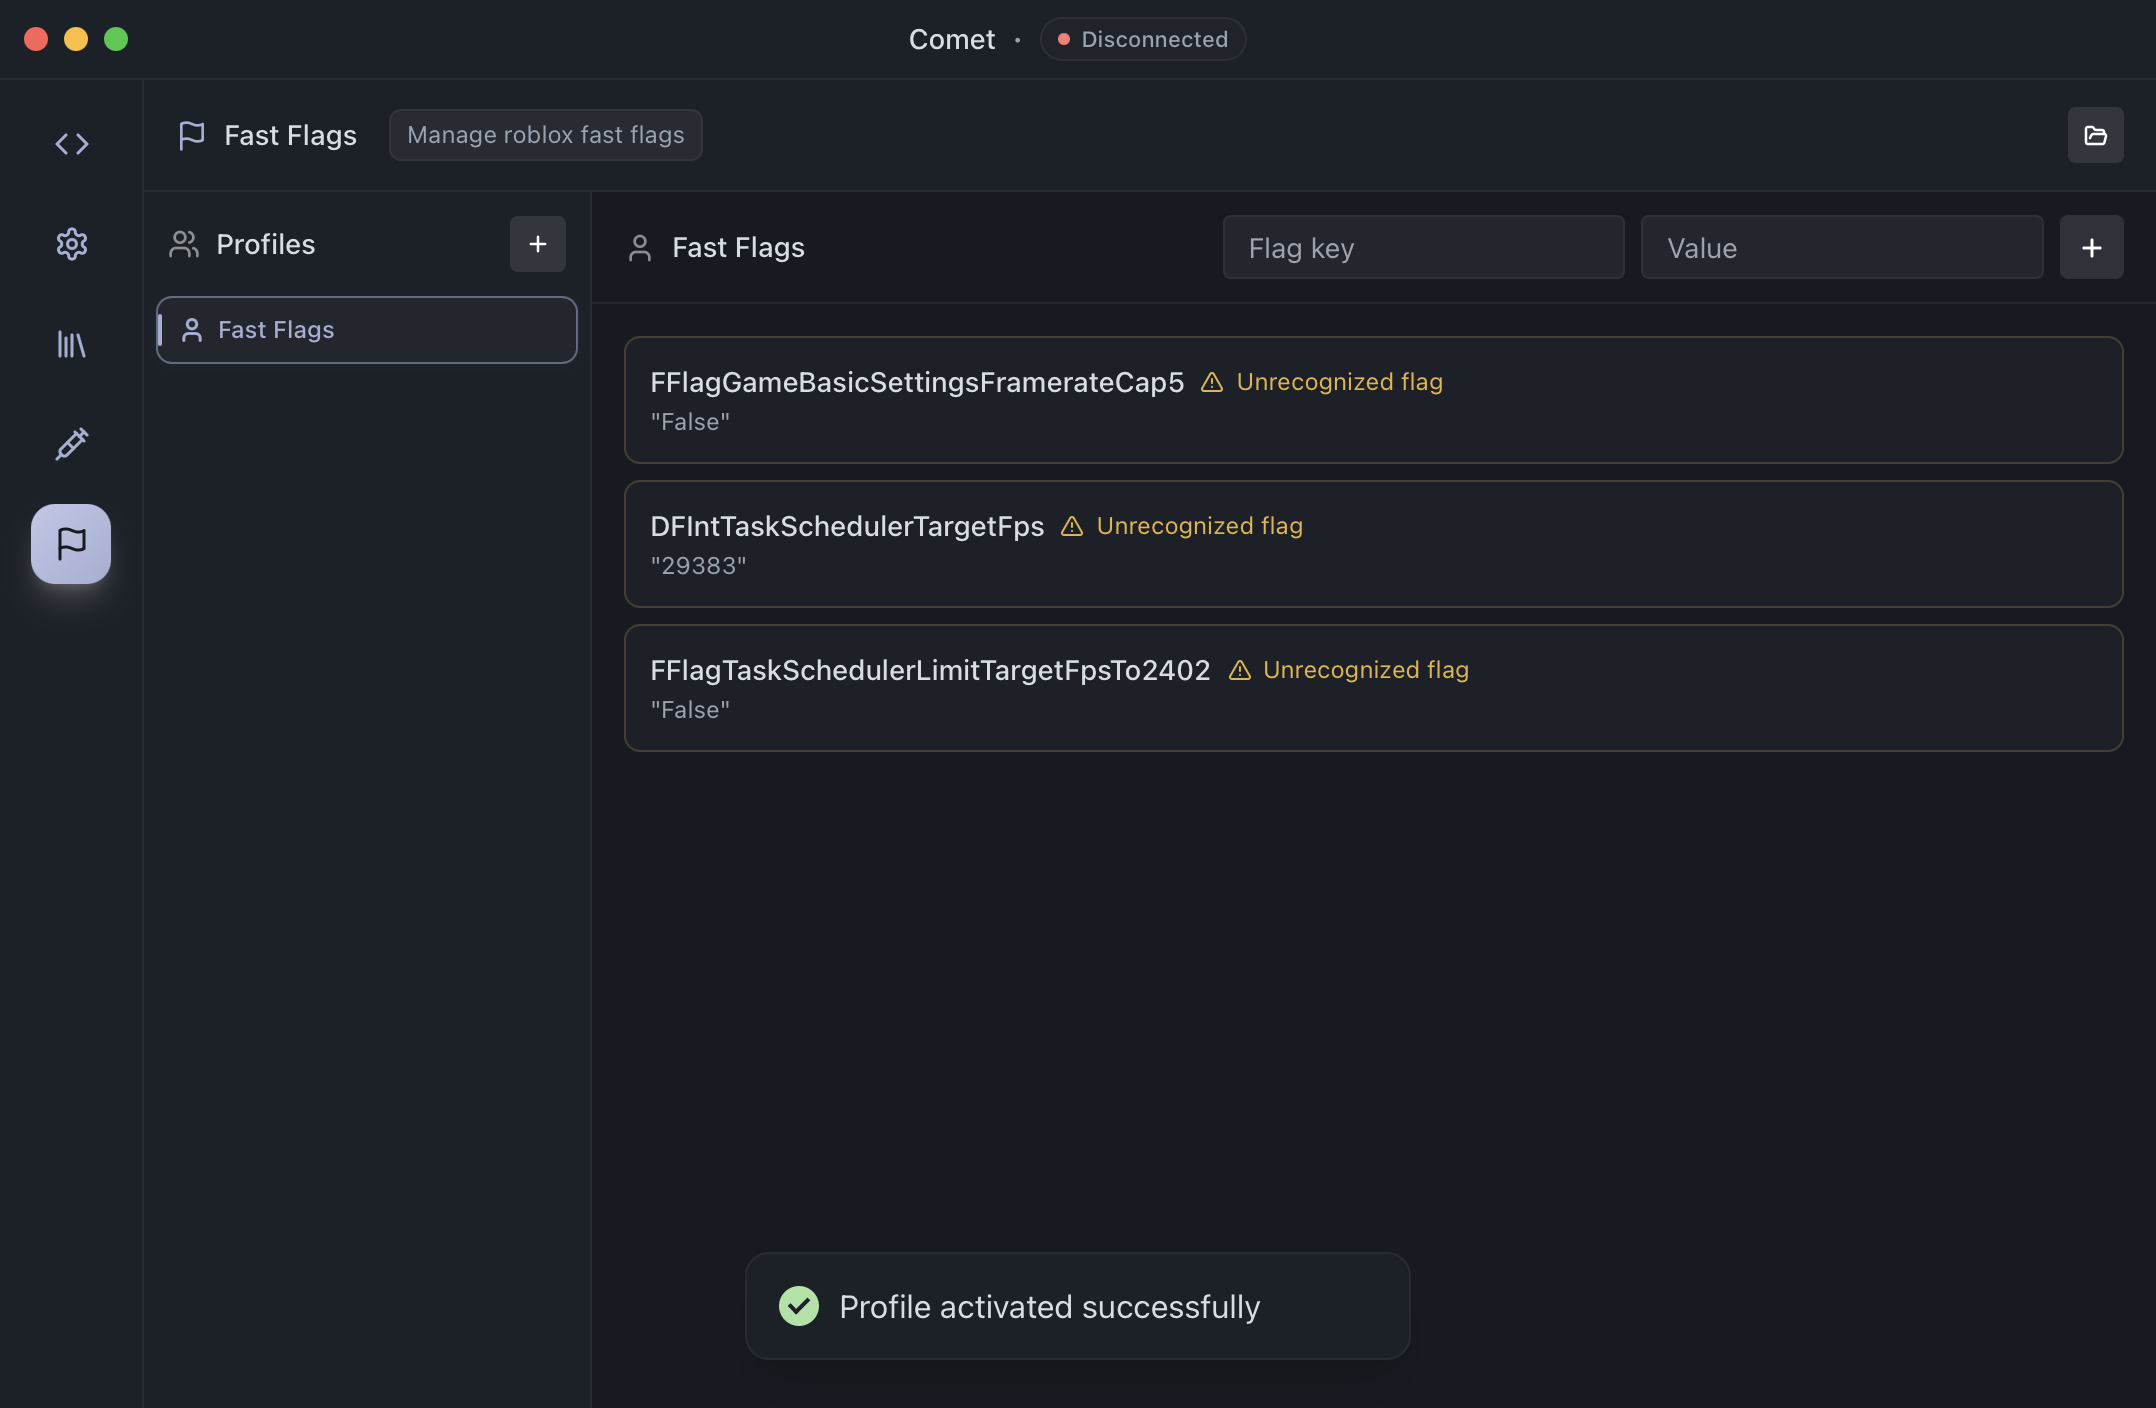 Comet · Disconnected
Fast Flags
Manage roblox fast flags
Profiles
Fast Flags
Fast Flags
Flag key
Value
FFlagGameBasicSettingsFramerateCap5 Unrecognized flag
"False"
DFIntTaskSchedulerTargetFps Unrecognized flag
"29383"
FFlagTaskSchedulerLimitTargetFpsTo2402 Unrecognized flag
"False"
Profile activated successfully